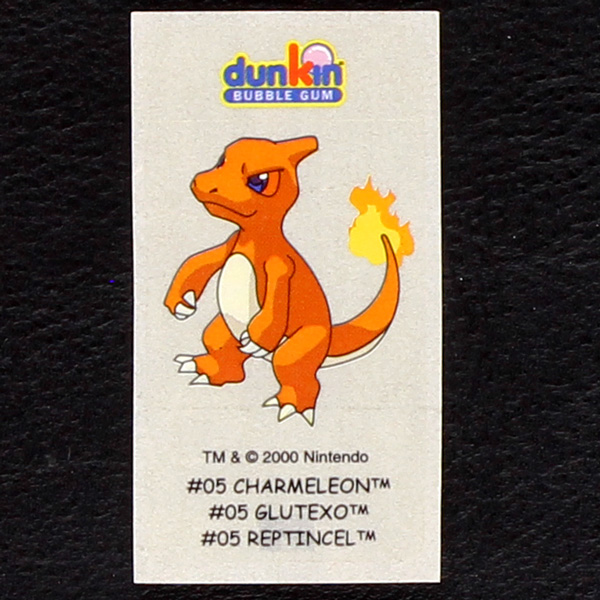 dunkin
BUBBLE GUM
TM & © 2000 Nintendo
#05 CHARMELEON™
#05 GLUTEXO™
#05 REPTINCEL™